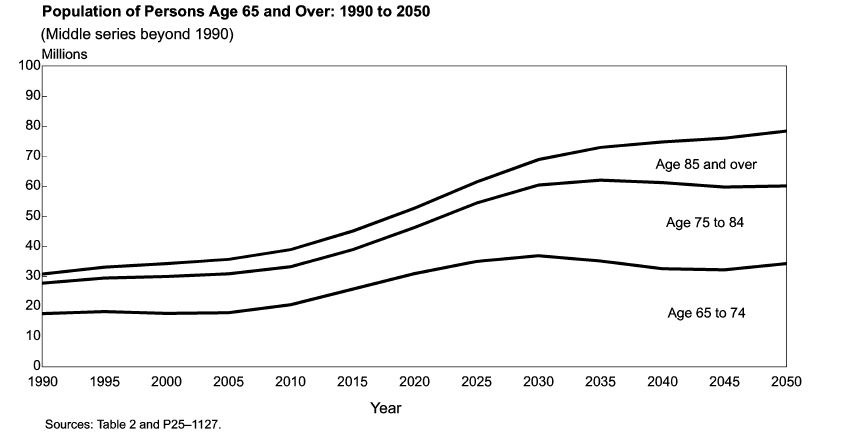 Population of Persons Age 65 and Over: 1990 to 2050
(Middle series beyond 1990)
Millions
100
90
80
70
60
50
40
30
20
10
0
Age 85 and over
Age 75 to 84
Age 65 to 74
1990 1995 2000 2005 2010 2015 2020 2025 2030 2035 2040 2045 2050
Year
Sources: Table 2 and P25–1127.